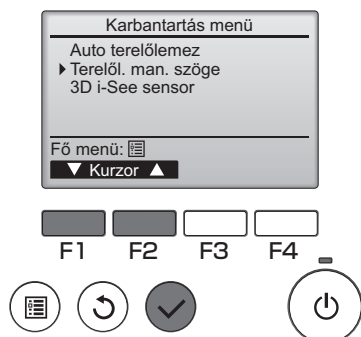 Karbantartás menü
Auto terelőlemez
Terelől. man. szöge
3D i-See sensor
Fő menü:
Kurzor
F1 F2 F3 F4